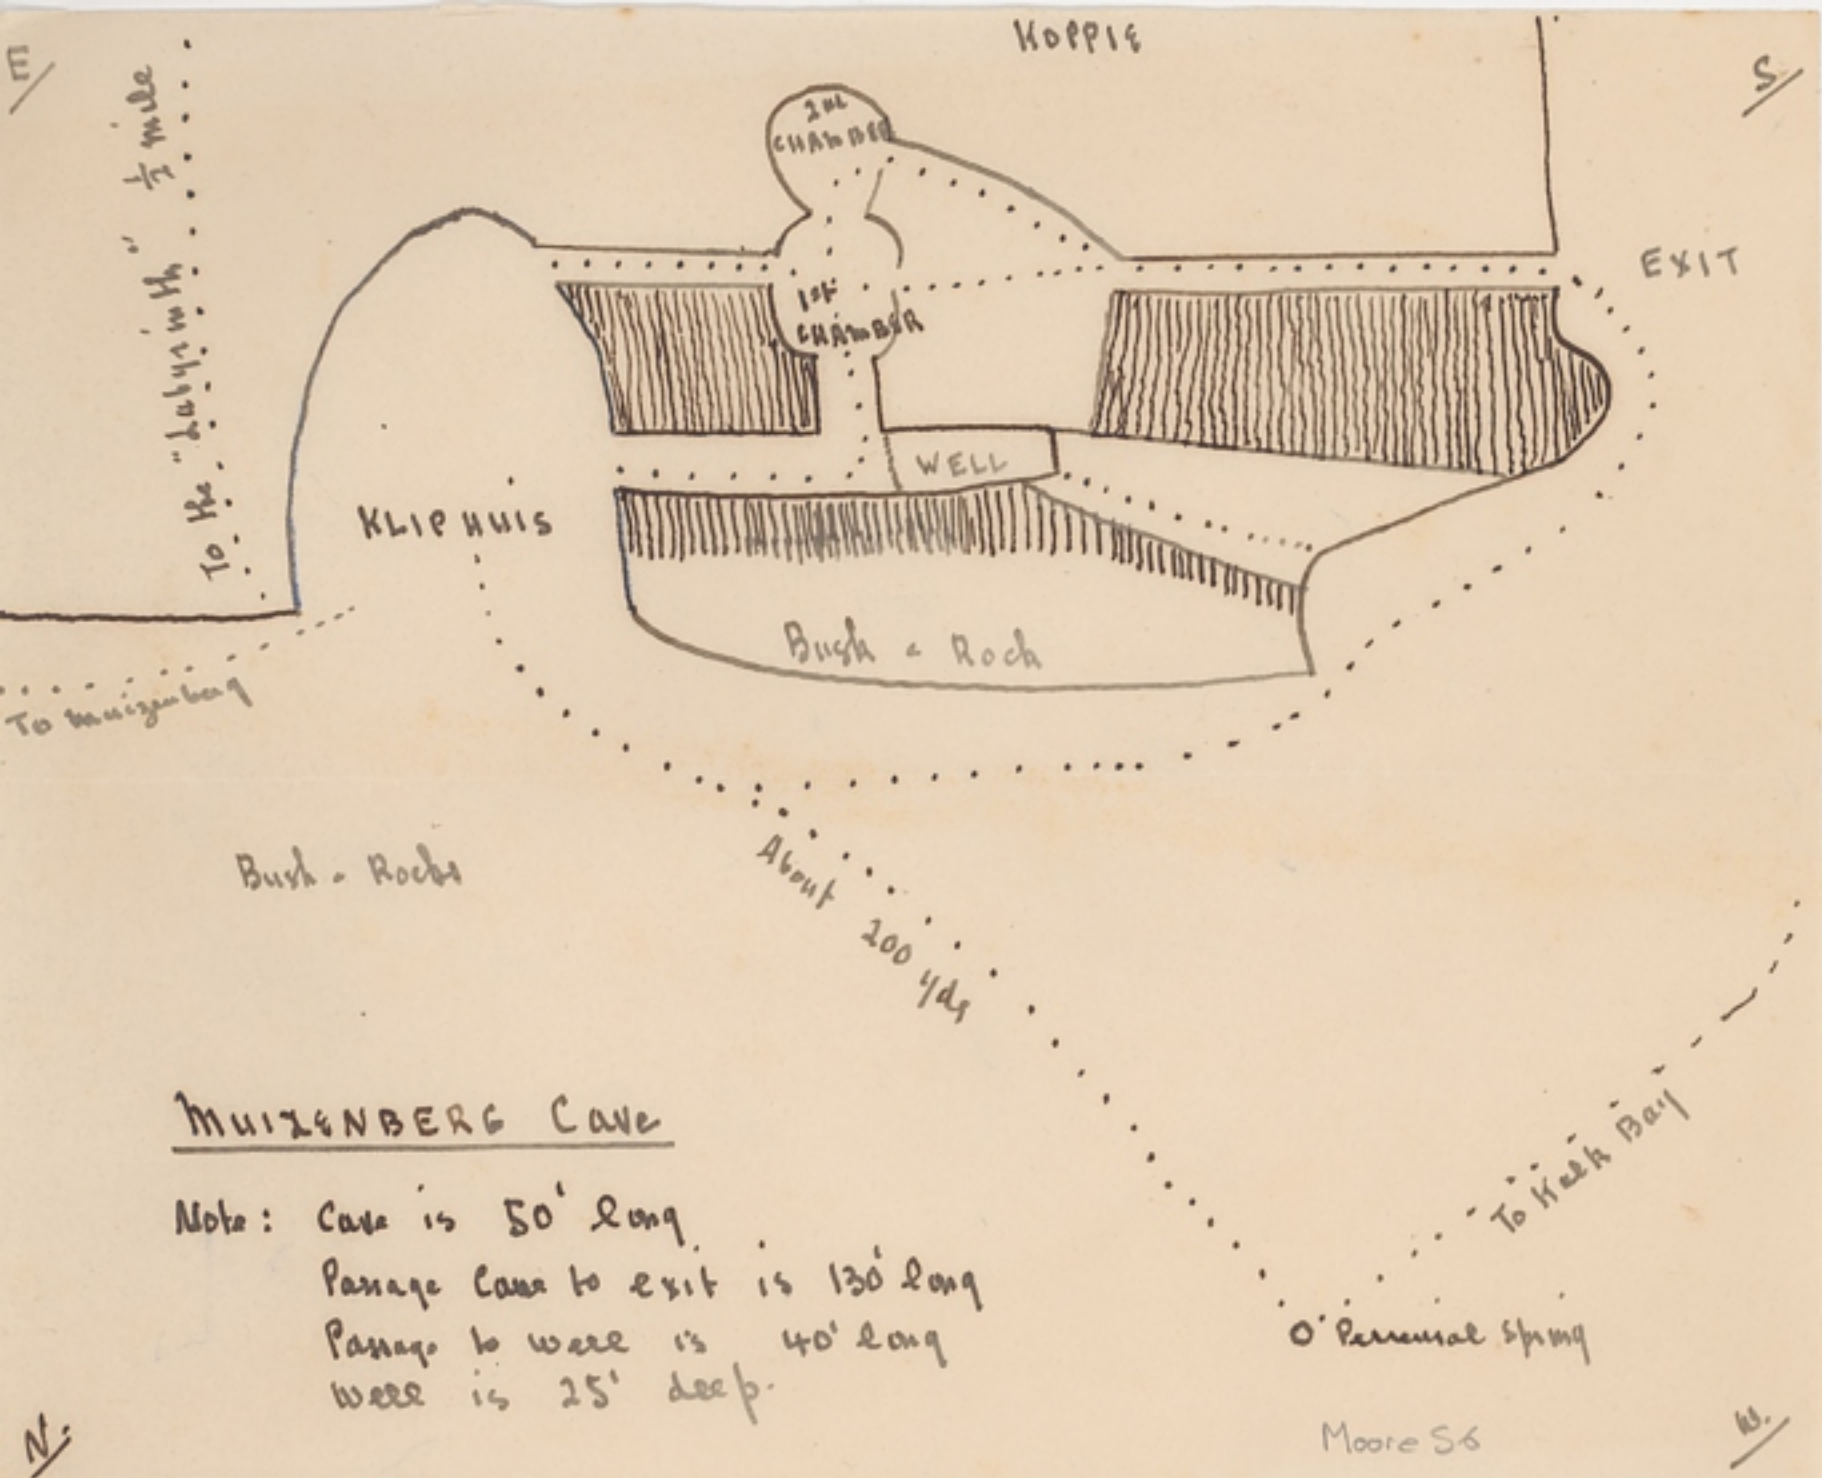 KOPPIE
E
S
To the "Labyrinth" ½ mile
2nd
CHAMBER
EXIT
1st
CHAMBER
WELL
KLIPHUIS
Bush & Rock
To Muizenberg
Bush & Rocks
About 200 yds
MUIZENBERG Cave
Note: Cave is 50' long
Passage Cave to exit is 130' long
Passage to well is 40' long
Well is 25' deep.
To Kalk Bay
O Perennial Spring
N.
W.
Moore 56